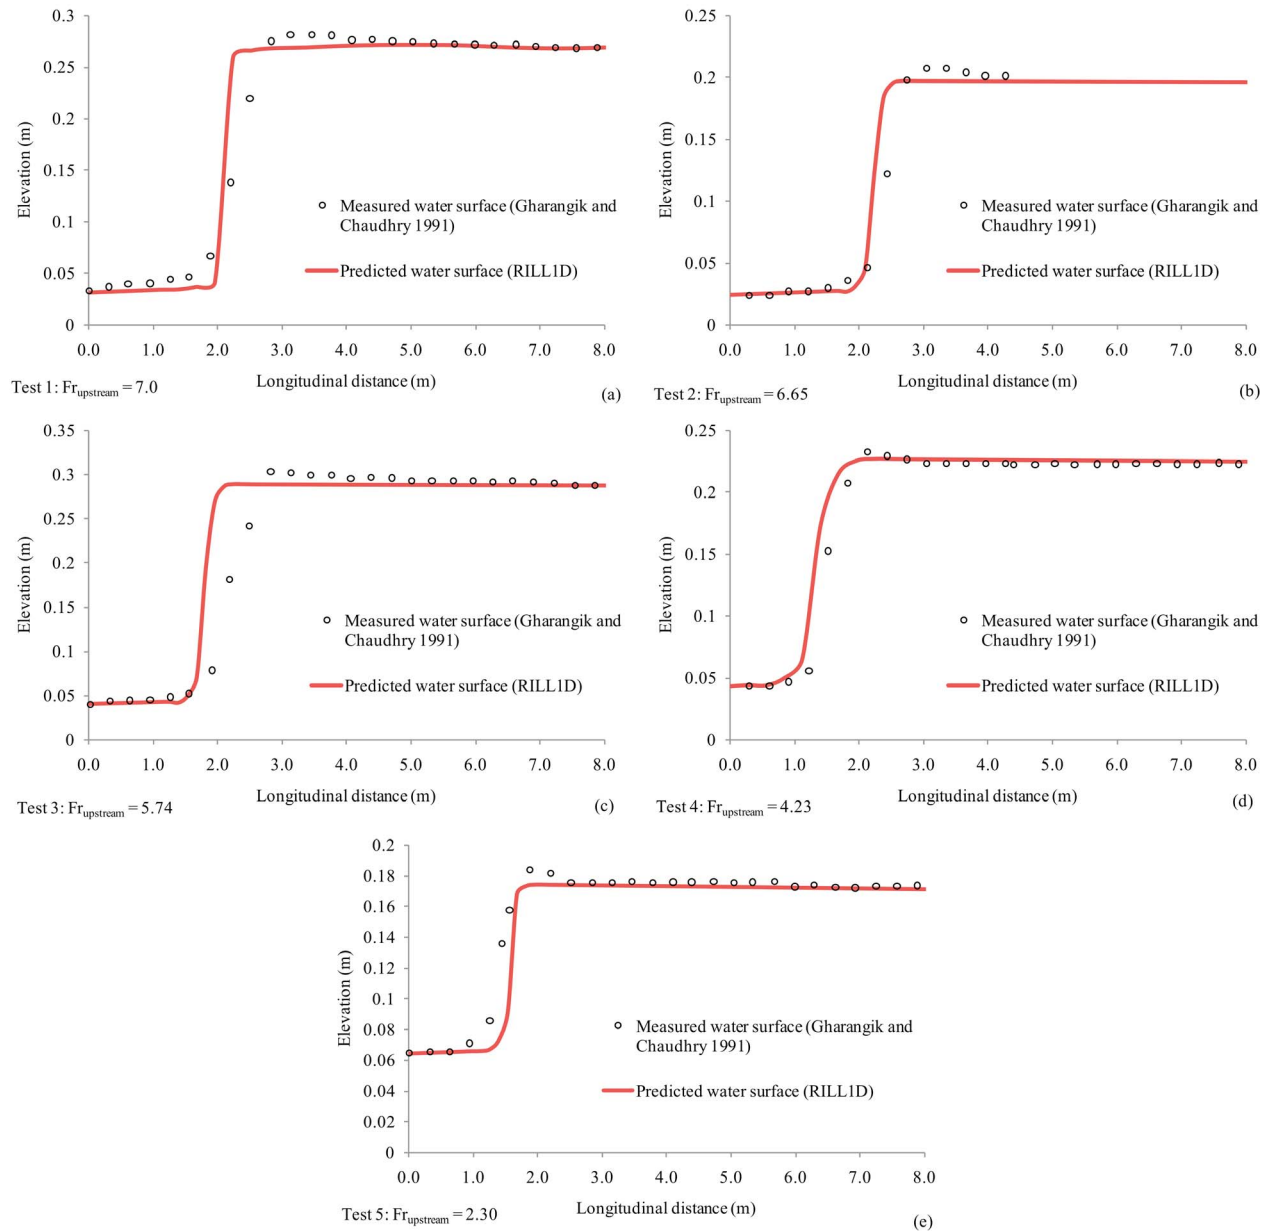 0.3
0.25
0.2
0.15
0.1
0.05
0
Elevation (m)
0.0 1.0 2.0 3.0 4.0 5.0 6.0 7.0 8.0
Longitudinal distance (m)
Measured water surface (Gharangik and
Chaudhry 1991)
Predicted water surface (RILL1D)
Test 1: Frupstream = 7.0
(a)
0.25
0.2
0.15
0.1
0.05
0
Elevation (m)
0.0 1.0 2.0 3.0 4.0 5.0 6.0 7.0 8.0
Longitudinal distance (m)
Measured water surface (Gharangik and
Chaudhry 1991)
Predicted water surface (RILL1D)
Test 2: Frupstream = 6.65
(b)
0.35
0.3
0.25
0.2
0.15
0.1
0.05
0
Elevation (m)
0.0 1.0 2.0 3.0 4.0 5.0 6.0 7.0 8.0
Longitudinal distance (m)
Measured water surface (Gharangik and
Chaudhry 1991)
Predicted water surface (RILL1D)
Test 3: Frupstream = 5.74
(c)
0.25
0.2
0.15
0.1
0.05
0
Elevation (m)
0.0 1.0 2.0 3.0 4.0 5.0 6.0 7.0 8.0
Longitudinal distance (m)
Measured water surface (Gharangik and
Chaudhry 1991)
Predicted water surface (RILL1D)
Test 4: Frupstream = 4.23
(d)
0.2
0.18
0.16
0.14
0.12
0.1
0.08
0.06
0.04
0.02
0
Elevation (m)
0.0 1.0 2.0 3.0 4.0 5.0 6.0 7.0 8.0
Longitudinal distance (m)
Measured water surface (Gharangik and
Chaudhry 1991)
Predicted water surface (RILL1D)
Test 5: Frupstream = 2.30
(e)